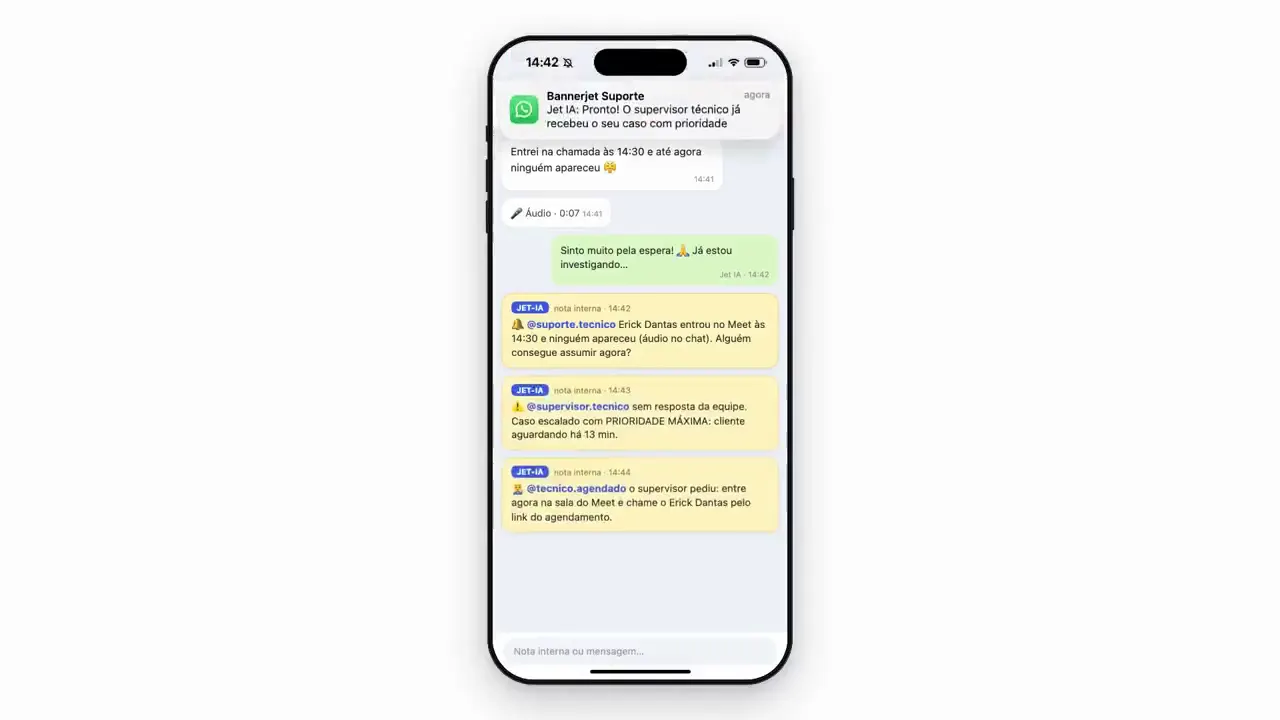 14:42
Bannerjet Suporte
agora
Jet IA: Pronto! O supervisor técnico já
recebeu o seu caso com prioridade
Entrei na chamada às 14:30 e até agora
ninguém apareceu 😤
14:41
🎤 Áudio · 0:07 14:41
Sinto muito pela espera! 🙏 Já estou
investigando...
Jet IA · 14:42
JET-IA nota interna · 14:42
🔔 @suporte.tecnico Erick Dantas entrou no Meet às
14:30 e ninguém apareceu (áudio no chat). Alguém
consegue assumir agora?
JET-IA nota interna · 14:43
⚠️ @supervisor.tecnico sem resposta da equipe.
Caso escalado com PRIORIDADE MÁXIMA: cliente
aguardando há 13 min.
JET-IA nota interna · 14:44
👨‍💼 @tecnico.agendado o supervisor pediu: entre
agora na sala do Meet e chame o Erick Dantas pelo
link do agendamento.
Nota interna ou mensagem...